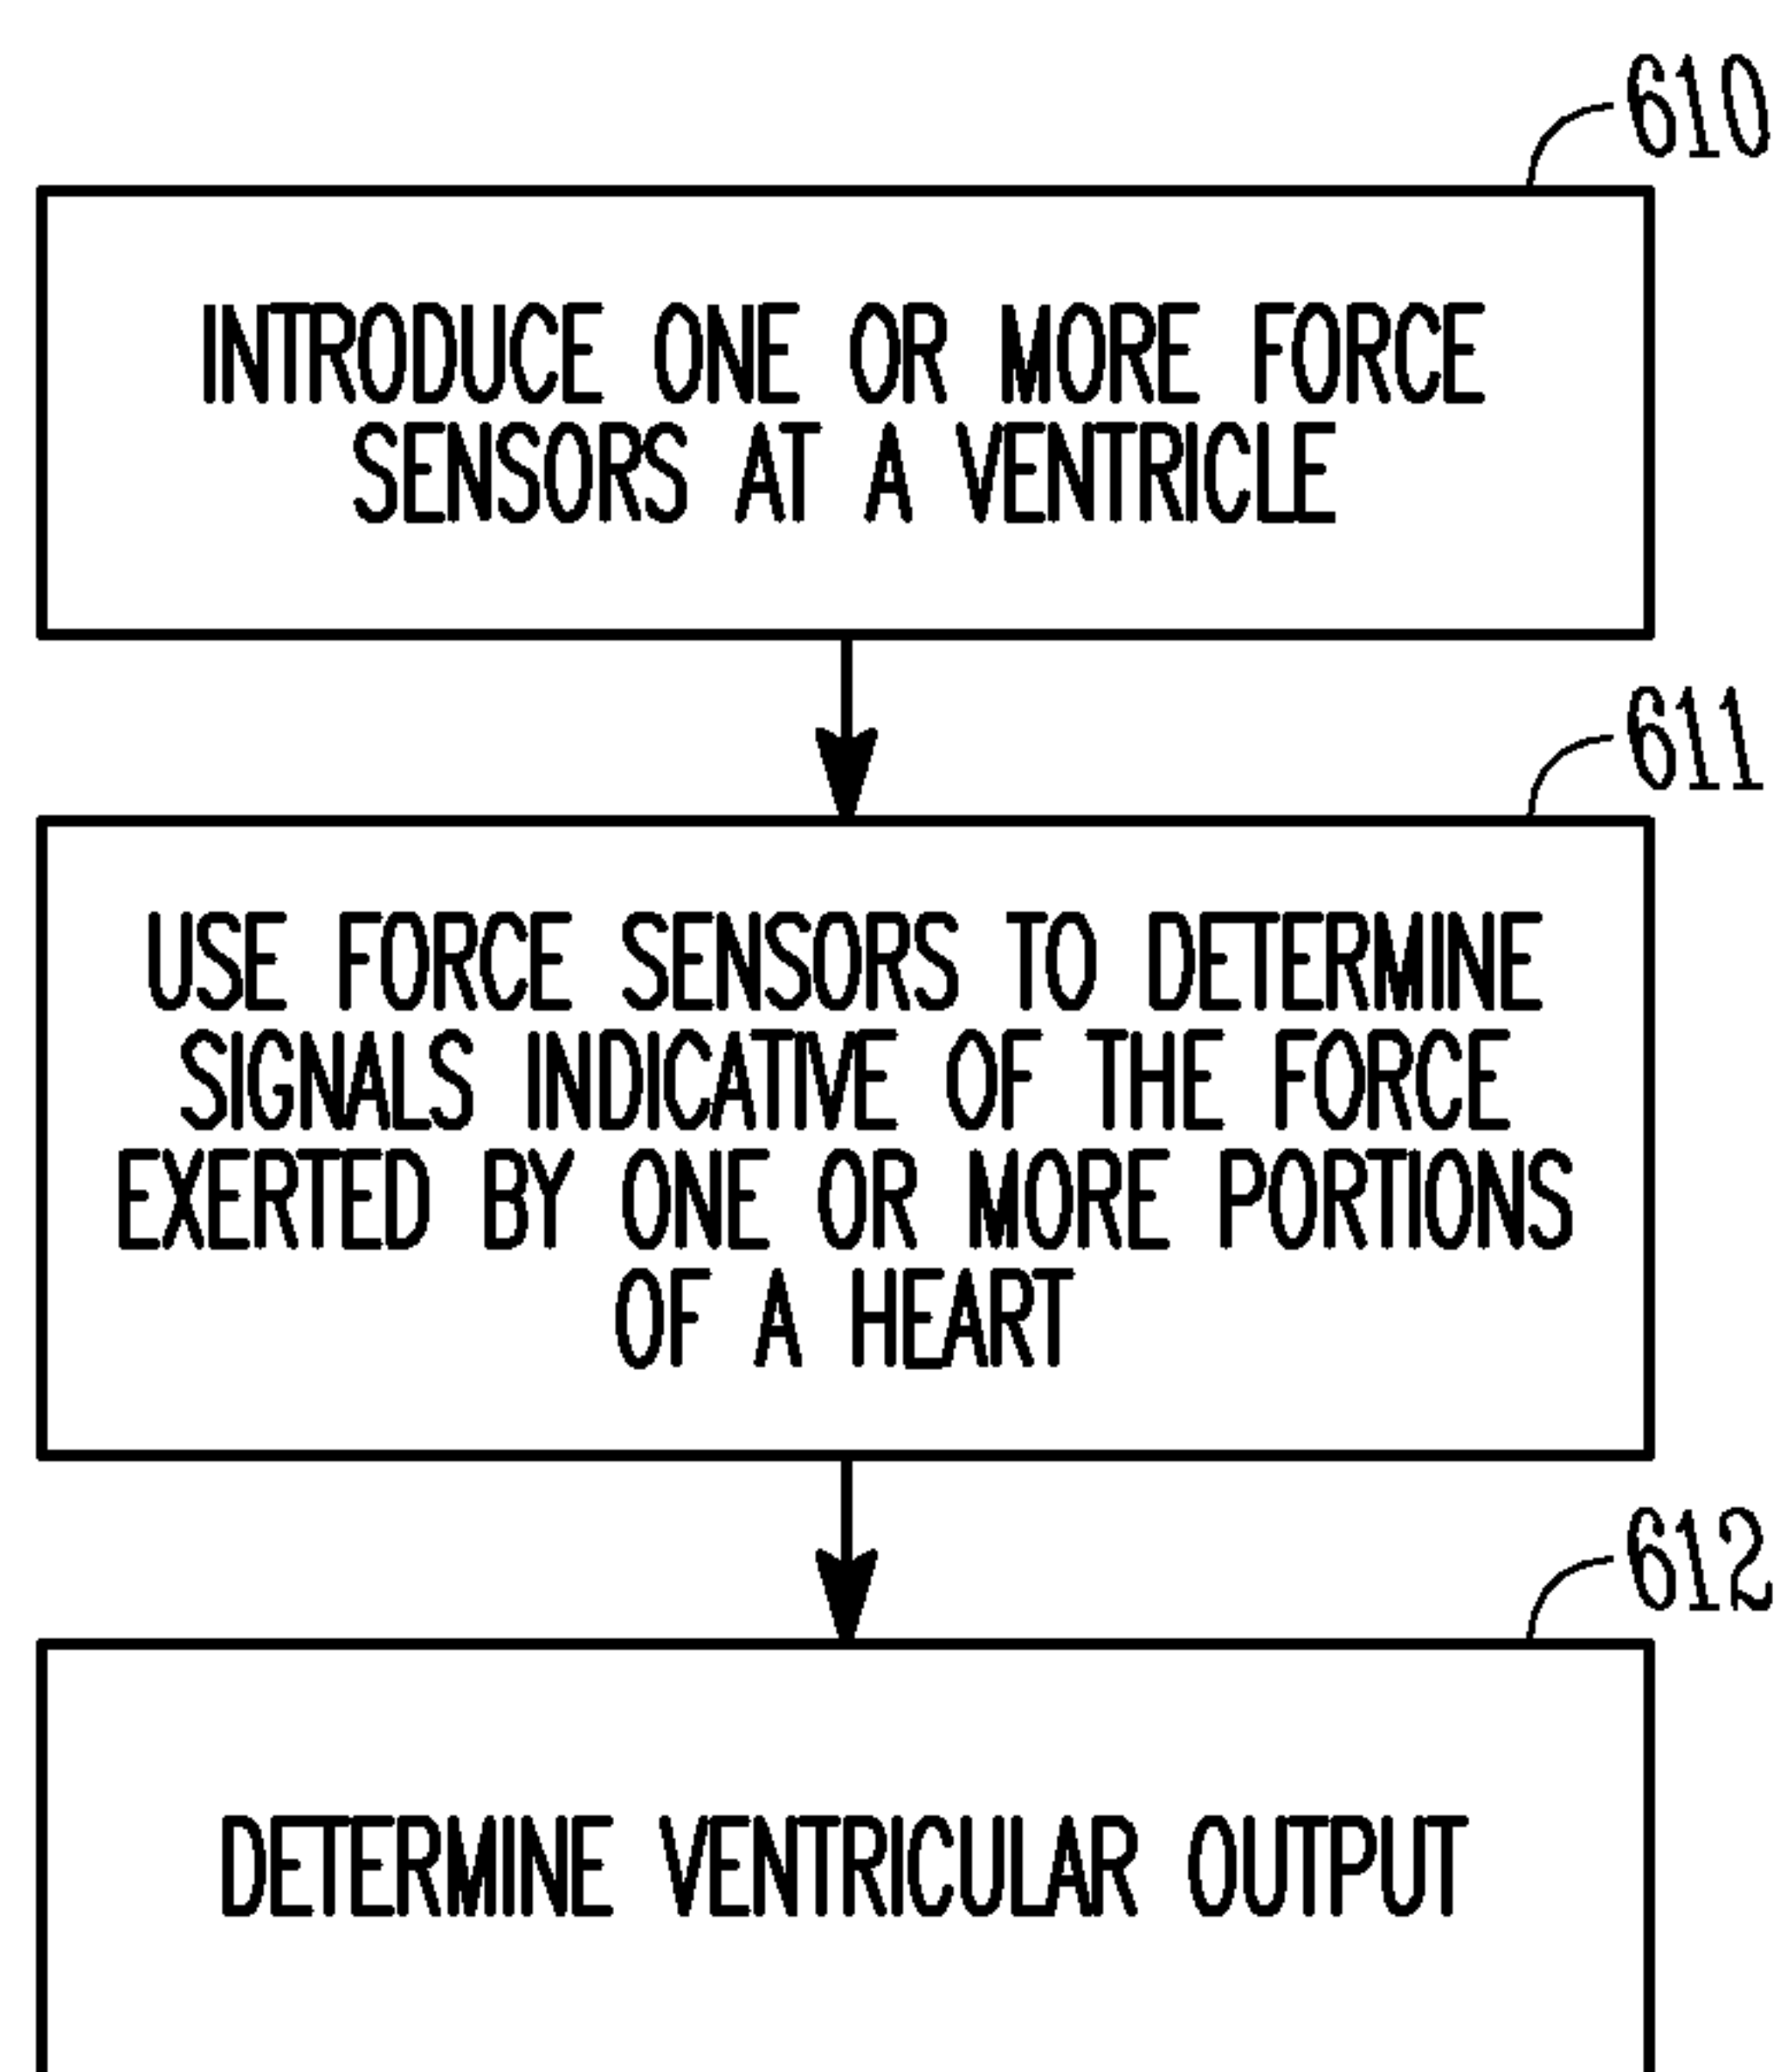 610
INTRODUCE ONE OR MORE FORCE
SENSORS AT A VENTRICLE
611
USE FORCE SENSORS TO DETERMINE
SIGNALS INDICATIVE OF THE FORCE
EXERTED BY ONE OR MORE PORTIONS
OF A HEART
612
DETERMINE VENTRICULAR OUTPUT